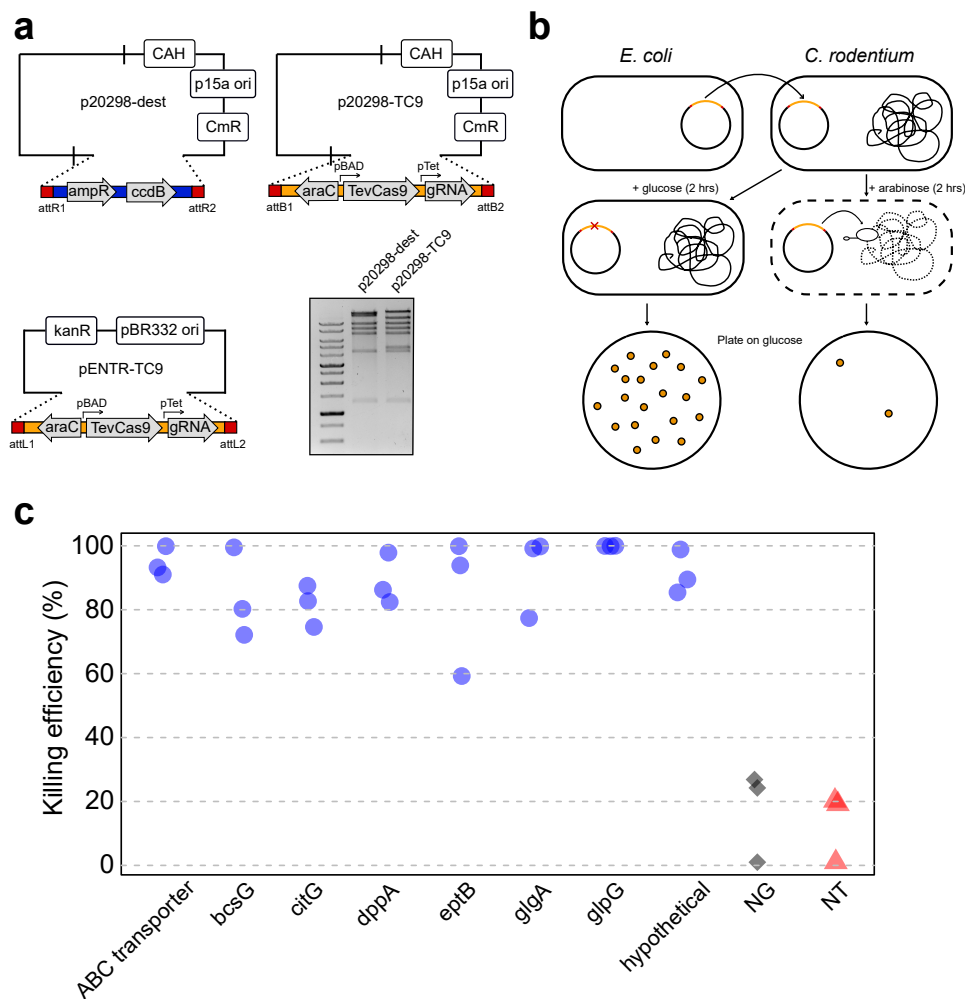 a
CAH
p15a ori
p20298-dest
CmR
ampR
ccdB
attR1
attR2
CAH
p15a ori
p20298-TC9
CmR
pBAD
pTet
araC
TevCas9
gRNA
attB1
attB2
kanR
pBR332 ori
pENTR-TC9
pBAD
pTet
araC
TevCas9
gRNA
attL1
attL2
p20298-dest
p20298-TC9
b
E. coli
C. rodentium
+ glucose (2 hrs)
+ arabinose (2 hrs)
Plate on glucose
c
Killing efficiency (%)
100
80
60
40
20
0
ABC transporter
bcsG
citG
dppA
eptB
glgA
glpG
hypothetical
NG
NT